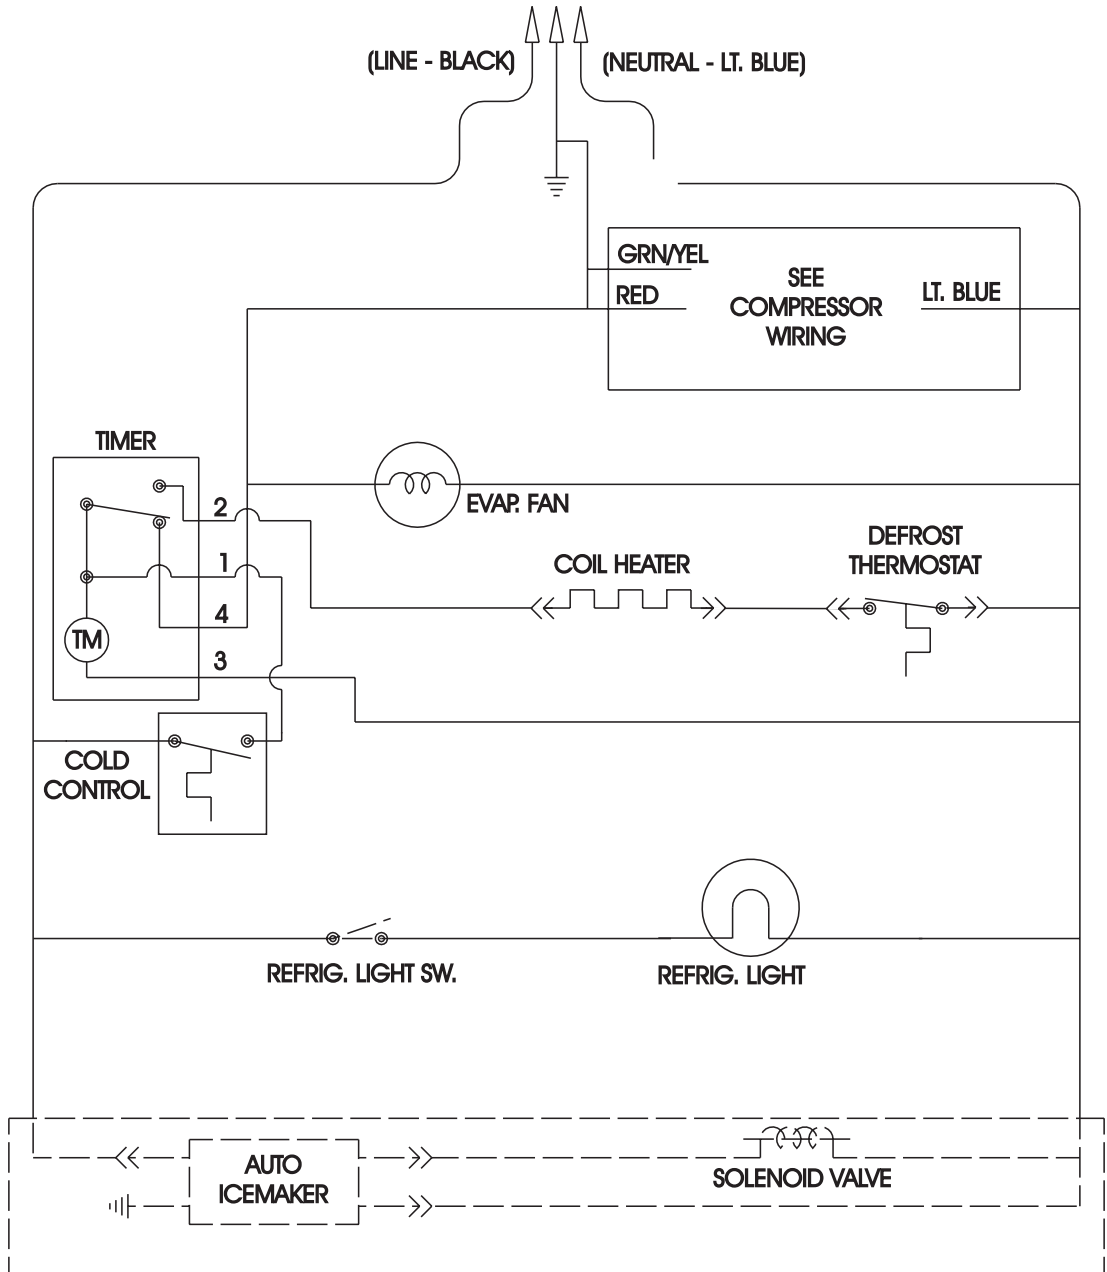 (LINE - BLACK)
(NEUTRAL - LT. BLUE)
GRN/YEL
RED
SEE
COMPRESSOR
WIRING
LT. BLUE
TIMER
EVAP. FAN
2
1
4
3
TM
COIL HEATER
DEFROST
THERMOSTAT
COLD
CONTROL
REFRIG. LIGHT SW.
REFRIG. LIGHT
AUTO
ICEMAKER
SOLENOID VALVE